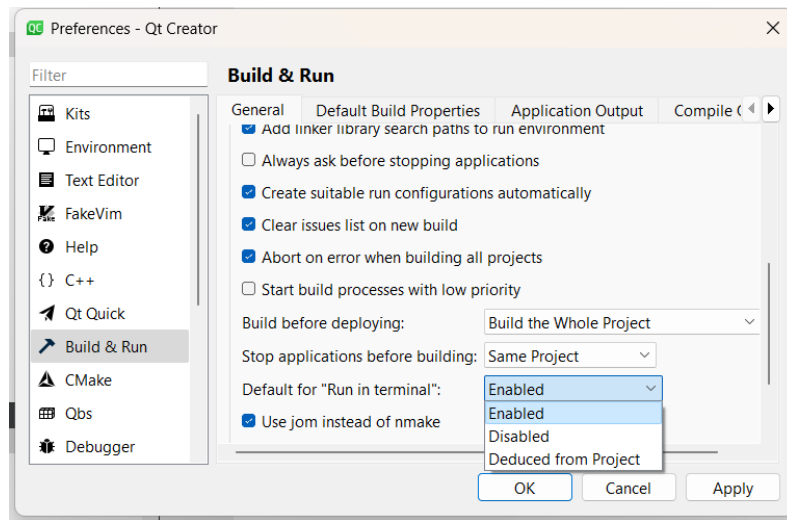 QC Preferences - Qt Creator
Filter
Build & Run
Kits
Environment
Text Editor
Fake
FakeVim
Help
{} C++
Qt Quick
Build & Run
CMake
Qbs
Debugger
General Default Build Properties Application Output Compile
Add linker library search paths to run environment
Always ask before stopping applications
Create suitable run configurations automatically
Clear issues list on new build
Abort on error when building all projects
Start build processes with low priority
Build before deploying: Build the Whole Project
Stop applications before building: Same Project
Default for "Run in terminal": Enabled
Enabled
Disabled
Deduced from Project
Use jom instead of nmake
OK Cancel Apply